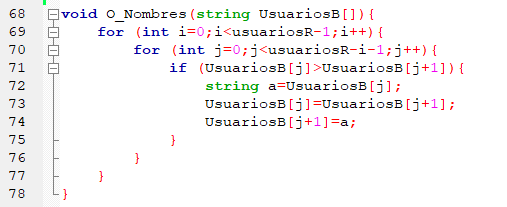 68 void O_Nombres(string UsuariosB[]){
69     for (int i=0;i<usuariosR-1;i++){
70         for (int j=0;j<usuariosR-i-1;j++){
71             if (UsuariosB[j]>UsuariosB[j+1]){
72                 string a=UsuariosB[j];
73                 UsuariosB[j]=UsuariosB[j+1];
74                 UsuariosB[j+1]=a;
75             }
76         }
77     }
78 }